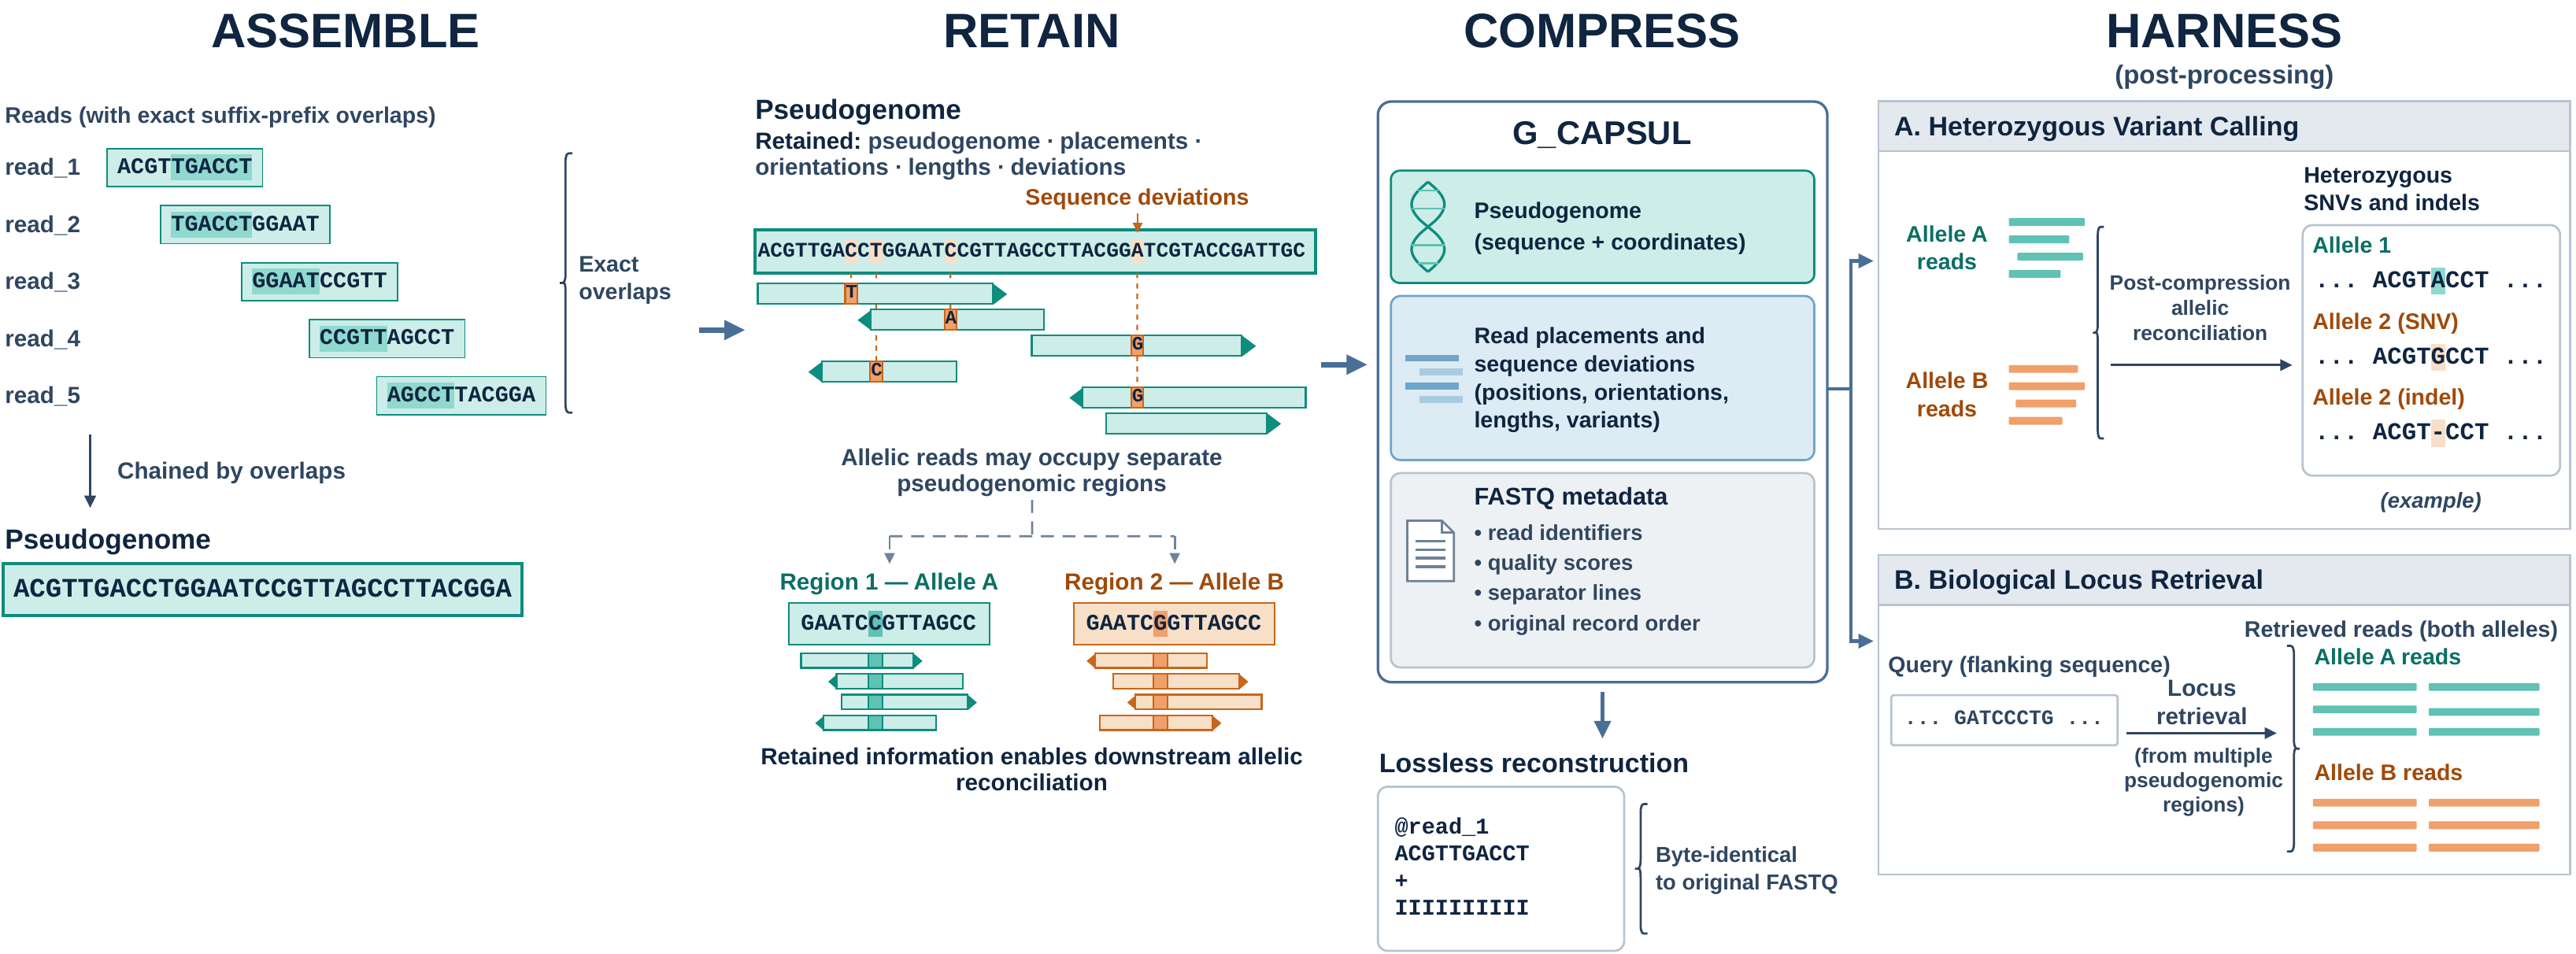 ASSEMBLE
Reads (with exact suffix-prefix overlaps)
read_1 ACGTTGACCT
read_2 TGACCTGGAAT
read_3 GGAATCCGTT
read_4 CCGTTAGCCT
read_5 AGCCTTACGGA
Exact
overlaps
Chained by overlaps
Pseudogenome
ACGTTGACCTGGAATCCGTTAGCCTTACGGA
RETAIN
Pseudogenome
Retained: pseudogenome · placements ·
orientations · lengths · deviations
Sequence deviations
ACGTTGACCTGGAATCCGTTAGCCTTACGGATCGTACCGATTGC
T
A
G
C
G
Allelic reads may occupy separate
pseudogenomic regions
Region 1 — Allele A
GAATCCGTTAGCC
Region 2 — Allele B
GAATCGGTTAGCC
Retained information enables downstream allelic
reconciliation
COMPRESS
G_CAPSUL
Pseudogenome
(sequence + coordinates)
Read placements and
sequence deviations
(positions, orientations,
lengths, variants)
FASTQ metadata
• read identifiers
• quality scores
• separator lines
• original record order
Lossless reconstruction
@read_1
ACGTTGACCT
+
IIIIIIIIII
Byte-identical
to original FASTQ
HARNESS
(post-processing)
A. Heterozygous Variant Calling
Allele A
reads
Allele B
reads
Post-compression
allelic
reconciliation
Heterozygous
SNVs and indels
Allele 1
... ACGTACCT ...
Allele 2 (SNV)
... ACGTGCCT ...
Allele 2 (indel)
... ACGT-CCT ...
(example)
B. Biological Locus Retrieval
Query (flanking sequence)
... GATCCCTG ...
Locus
retrieval
(from multiple
pseudogenomic
regions)
Retrieved reads (both alleles)
Allele A reads
Allele B reads